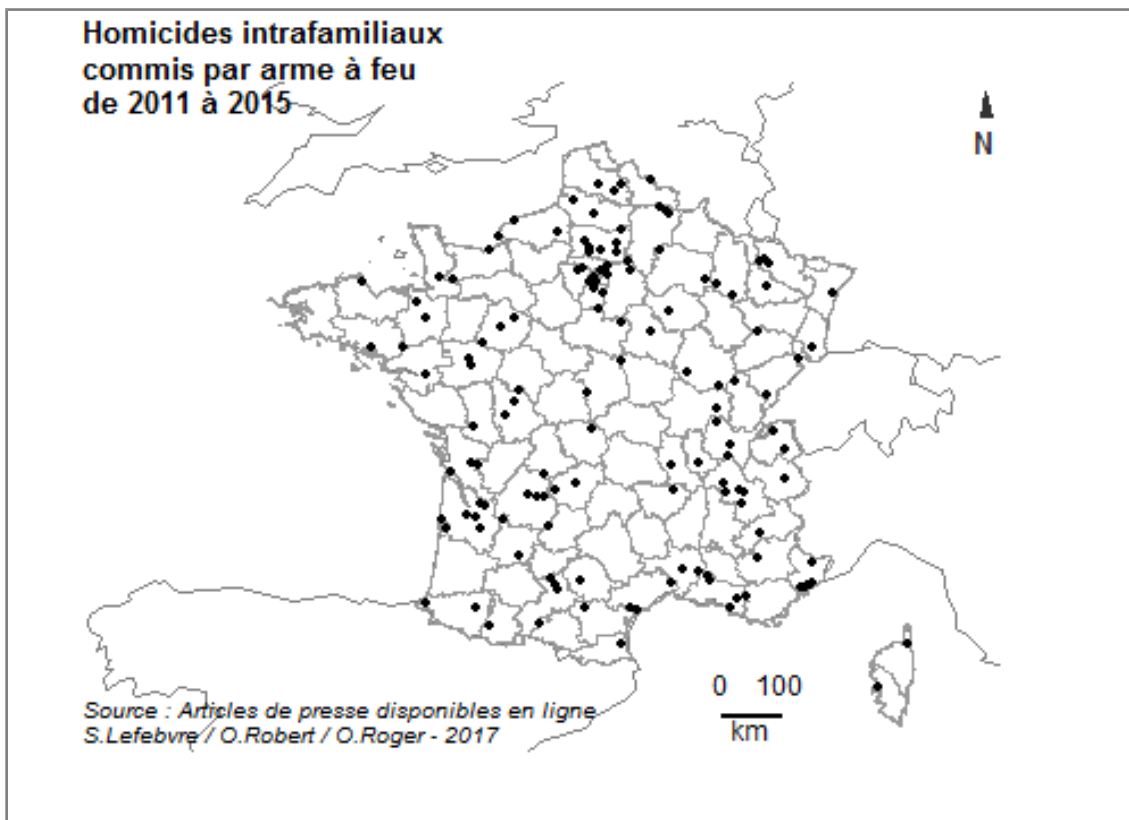 Homicides intrafamiliaux
commis par arme à feu
de 2011 à 2015
N
0 100
km
Source : Articles de presse disponibles en ligne
S.Lefebvre / O.Robert / O.Roger - 2017